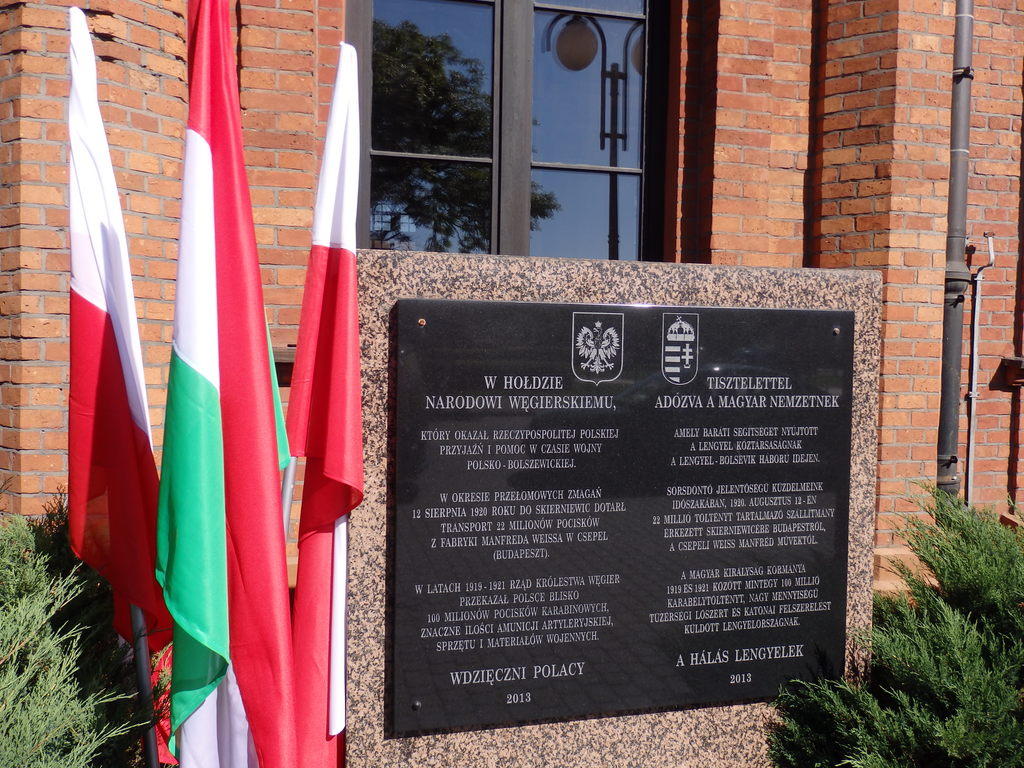 W HOŁDZIE
NARODOWI WĘGIERSKIEMU,
KTÓRY OKAZAŁ RZECZYPOSPOLITEJ POLSKIEJ
PRZYJAŹŃ I POMOC W CZASIE WOJNY
POLSKO - BOLSZEWICKIEJ.
W OKRESIE PRZEŁOMOWYCH ZMAGAŃ
12 SIERPNIA 1920 ROKU DO SKIERNIEWIC DOTARŁ
TRANSPORT 22 MILIONÓW POCISKÓW
Z FABRYKI MANFREDA WEISSA W CSEPEL
(BUDAPESZT).
W LATACH 1919 - 1921 RZĄD KRÓLESTWA WĘGIER
PRZEKAZAŁ POLSCE BLISKO
100 MILIONÓW POCISKÓW KARABINOWYCH,
ZNACZNE ILOŚCI AMUNICJI ARTYLERYJSKIEJ,
SPRZĘTU I MATERIAŁÓW WOJENNYCH.
WDZIĘCZNI POLACY
2013
TISZTELETTEL
ADÓZVA A MAGYAR NEMZETNEK
AMELY BARÁTI SEGÍTSÉGET NYÚJTOTT
A LENGYEL KÖZTÁRSASÁGNAK
A LENGYEL - BOLSEVIK HÁBORÚ IDEJÉN.
SORSDÖNTŐ JELENTŐSÉGŰ KÜZDELMEINK
IDŐSZAKÁBAN, 1920. AUGUSZTUS 12 - ÉN
22 MILLIÓ TÖLTÉNYT TARTALMAZÓ SZÁLLÍTMÁNY
ÉRKEZETT SKIERNIEWICÉBE BUDAPESTRŐL,
A CSEPELI WEISS MANFRÉD MŰVEKTŐL.
A MAGYAR KIRÁLYSÁG KORMÁNYA
1919 ÉS 1921 KÖZÖTT MINTEGY 100 MILLIÓ
KARABÉLYTÖLTÉNYT, NAGY MENNYISÉGŰ
TÜZÉRSÉGI LŐSZERT ÉS KATONAI FELSZERELÉST
KÜLDÖTT LENGYELORSZÁGNAK.
A HÁLÁS LENGYELEK
2013